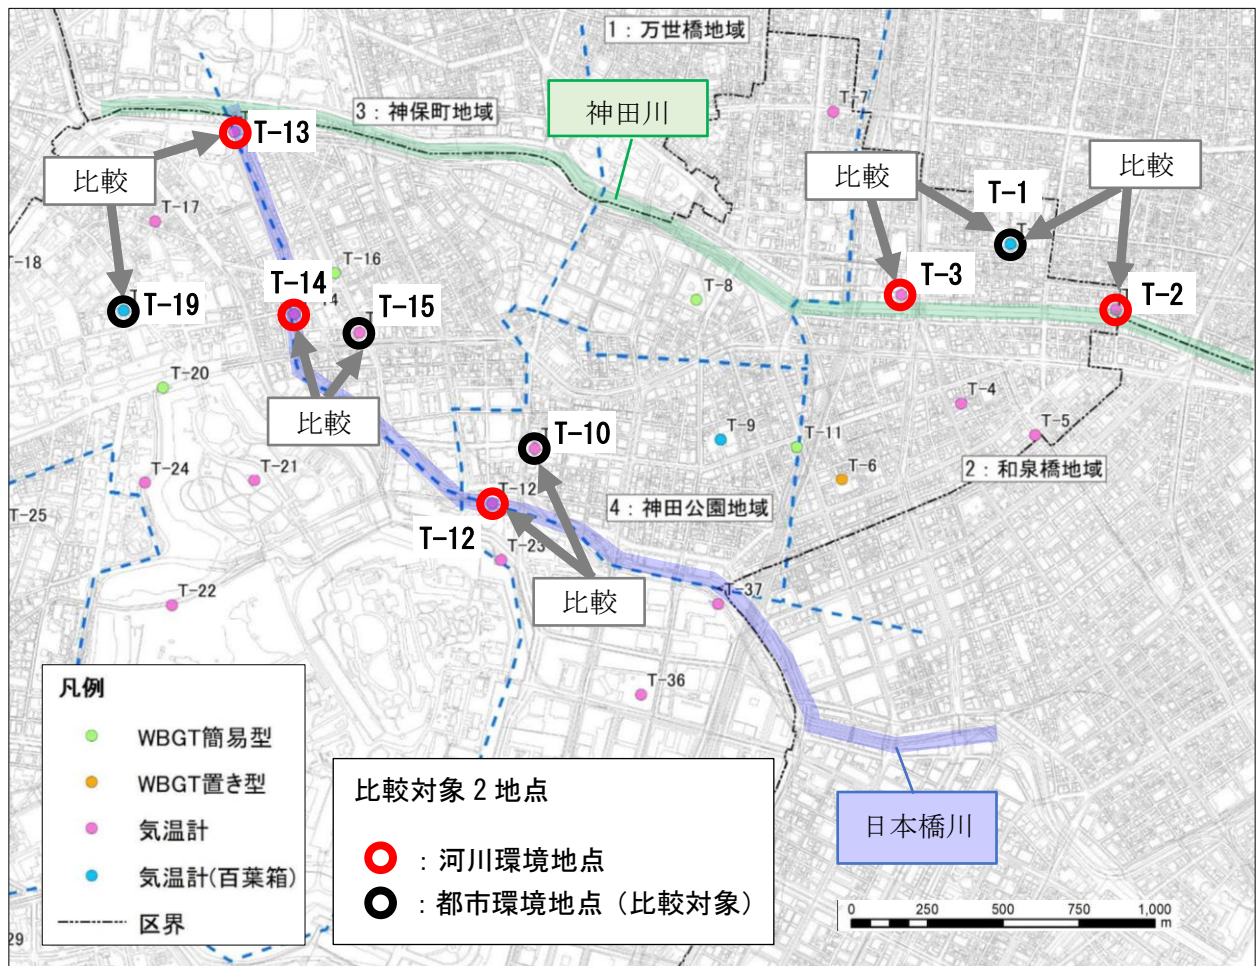 1：万世橋地域
3：神保町地域
神田川
T-7
T-13
比較
比較
T-1
比較
T-17
T-18
T-16
T-14
T-19
T-15
T-8
T-3
T-2
T-20
比較
T-10
T-9
T-11
T-4
T-5
T-24
T-21
T-12
T-6
2：和泉橋地域
T-25
4：神田公園地域
T-12
T-23
T-22
比較
T-37
T-36
凡例
WBGT簡易型
WBGT置き型
気温計
気温計(百葉箱)
区界
29
比較対象２地点
：河川環境地点
：都市環境地点（比較対象）
日本橋川
0 250 500 750 1,000
m